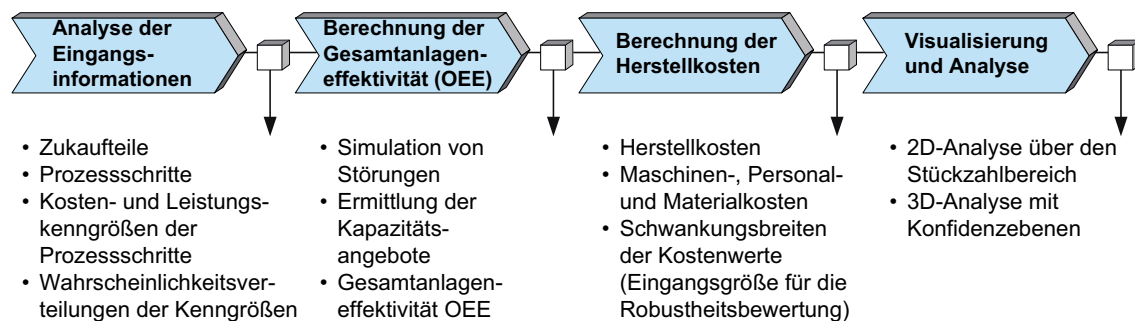 Analyse der
Eingangs-
informationen
Berechnung der
Gesamtanlagen-
effektivität (OEE)
Berechnung der
Herstellkosten
Visualisierung
und Analyse
• Zukaufteile
• Prozessschritte
• Kosten- und Leistungs-
kenngrößen der
Prozessschritte
• Wahrscheinlichkeitsver-
teilungen der Kenngrößen
• Simulation von
Störungen
• Ermittlung der
Kapazitäts-
angebote
• Gesamtanlagen-
effektivität OEE
• Herstellkosten
• Maschinen-, Personal-
und Materialkosten
• Schwankungsbreiten
der Kostenwerte
(Eingangsgröße für die
Robustheitsbewertung)
• 2D-Analyse über den
Stückzahlbereich
• 3D-Analyse mit
Konfidenzebenen